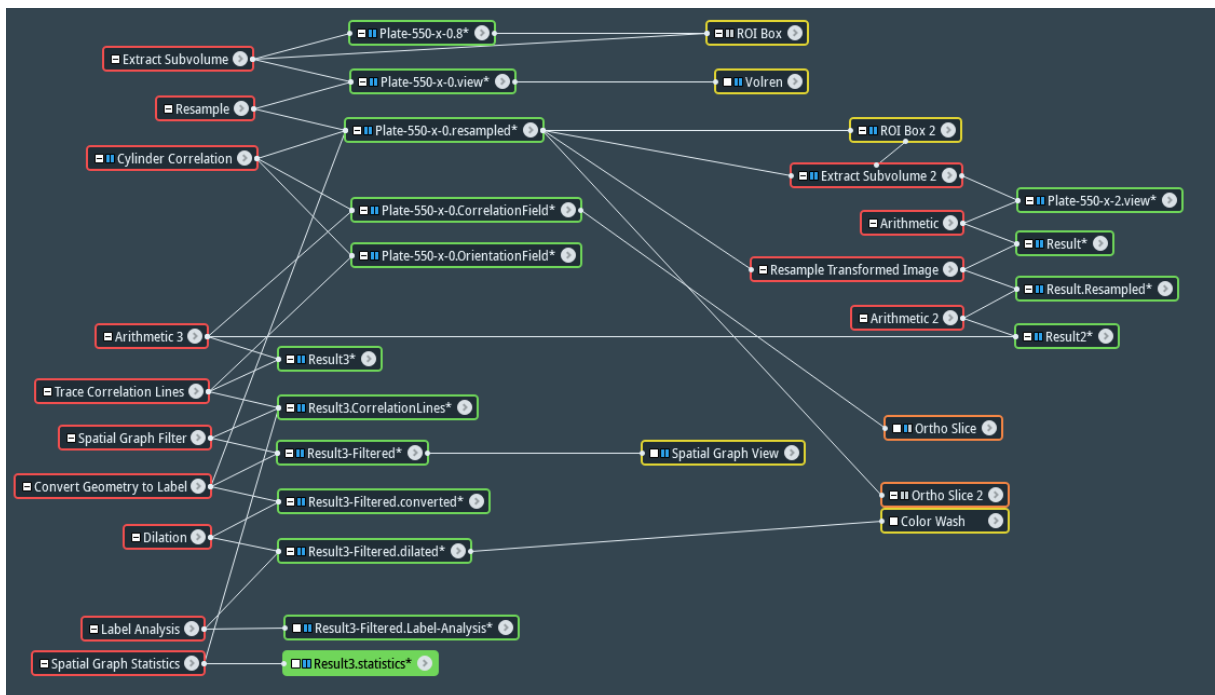 Plate-550-x-0.8*
ROI Box
Extract Subvolume
Plate-550-x-0.view*
Volren
Resample
Plate-550-x-0.resampled*
ROI Box 2
Cylinder Correlation
Extract Subvolume 2
Plate-550-x-2.view*
Plate-550-x-0.CorrelationField*
Arithmetic
Result*
Plate-550-x-0.OrientationField*
Resample Transformed Image
Result.Resampled*
Arithmetic 2
Arithmetic 3
Result2*
Result3*
Trace Correlation Lines
Result3.CorrelationLines*
Ortho Slice
Spatial Graph Filter
Result3-Filtered*
Spatial Graph View
Convert Geometry to Label
Result3-Filtered.converted*
Ortho Slice 2
Color Wash
Dilation
Result3-Filtered.dilated*
Label Analysis
Result3-Filtered.Label-Analysis*
Spatial Graph Statistics
Result3.statistics*